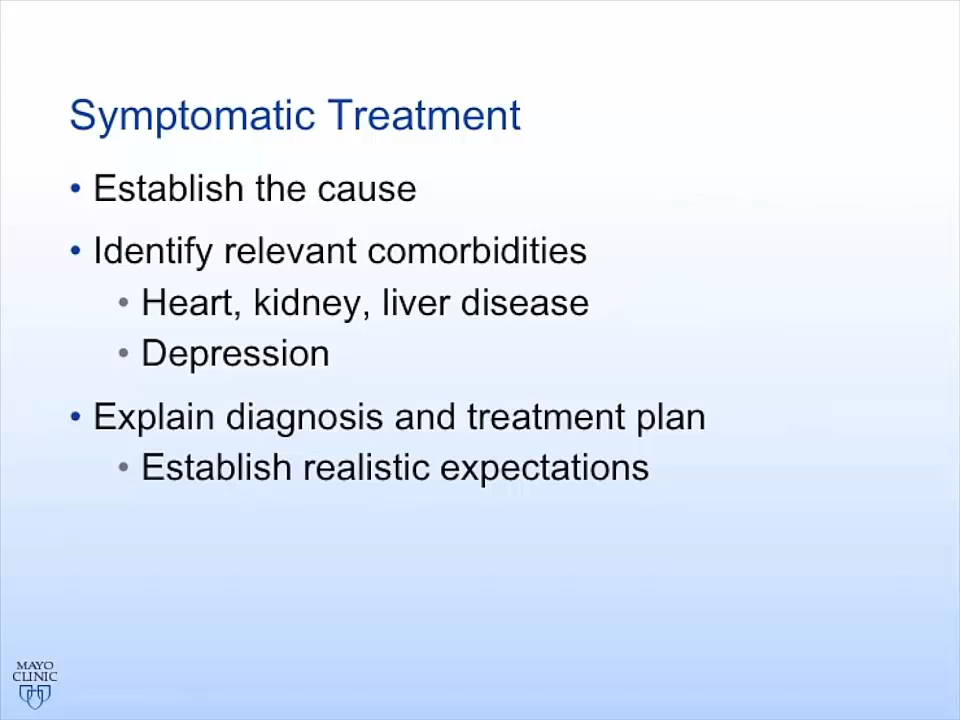 Symptomatic Treatment
• Establish the cause
• Identify relevant comorbidities
• Heart, kidney, liver disease
• Depression
• Explain diagnosis and treatment plan
• Establish realistic expectations
MAYO
CLINIC